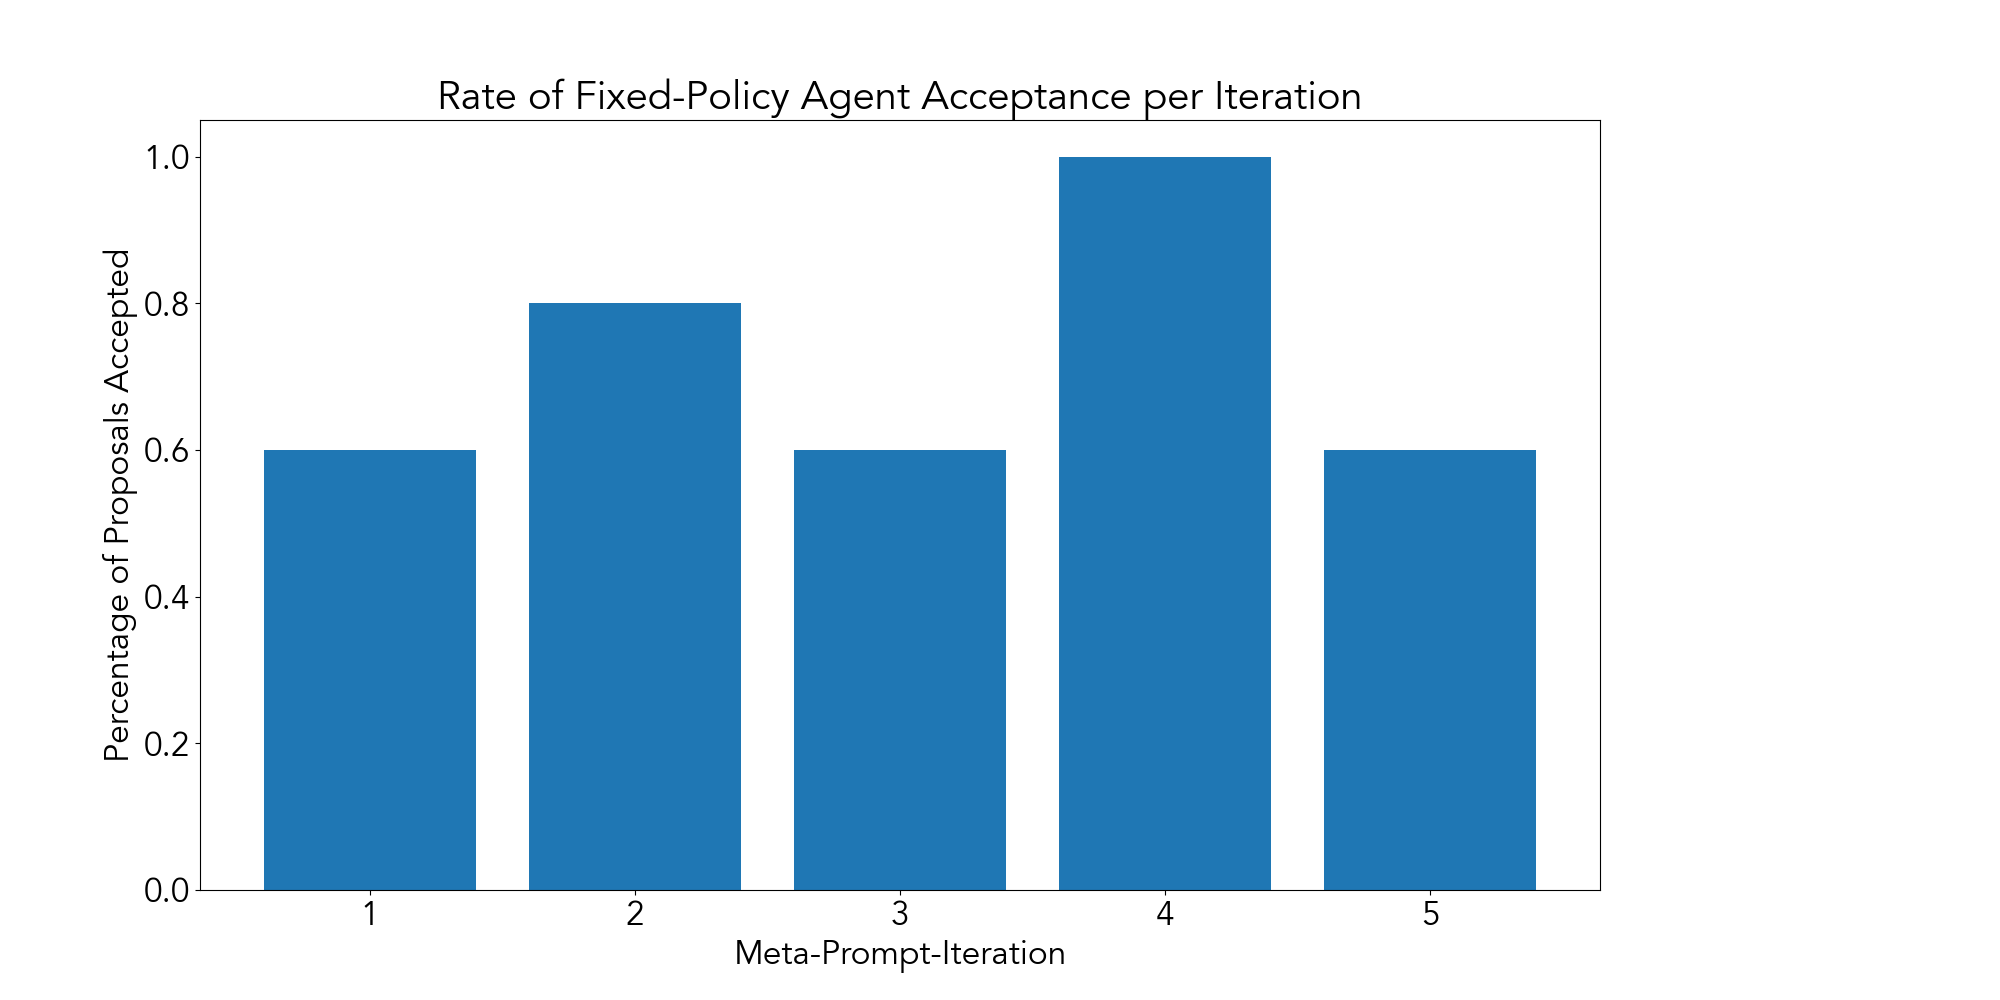 Rate of Fixed-Policy Agent Acceptance per Iteration
Percentage of Proposals Accepted
1.0
0.8
0.6
0.4
0.2
0.0
1 2 3 4 5
Meta-Prompt-Iteration